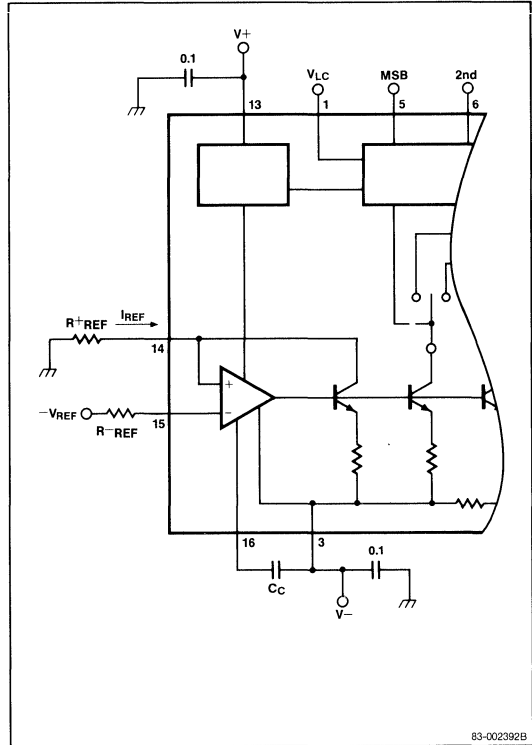 V+
0.1
VLC
MSB
2nd
13
1
5
6
R+REF
IREF
14
+
−VREF
R−REF
15
−
16
3
0.1
CC
V−
83-002392B